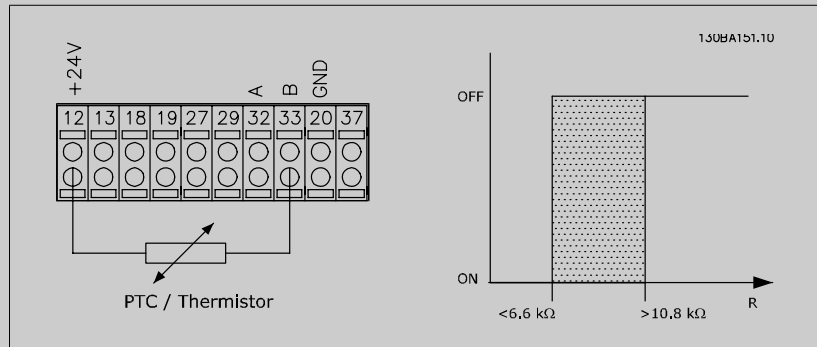 130BA151.10
+24V
A
B
GND
12 13 18 19 27 29 32 33 20 37
PTC / Thermistor
OFF
ON
<6.6 kΩ
>10.8 kΩ
R